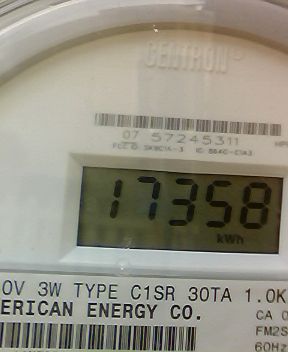 CENTRON®
07 57245311
17358
kWh
0V 3W TYPE C1SR 30TA 1.0K
ERICAN ENERGY CO.
CA 0
FM2S
60Hz